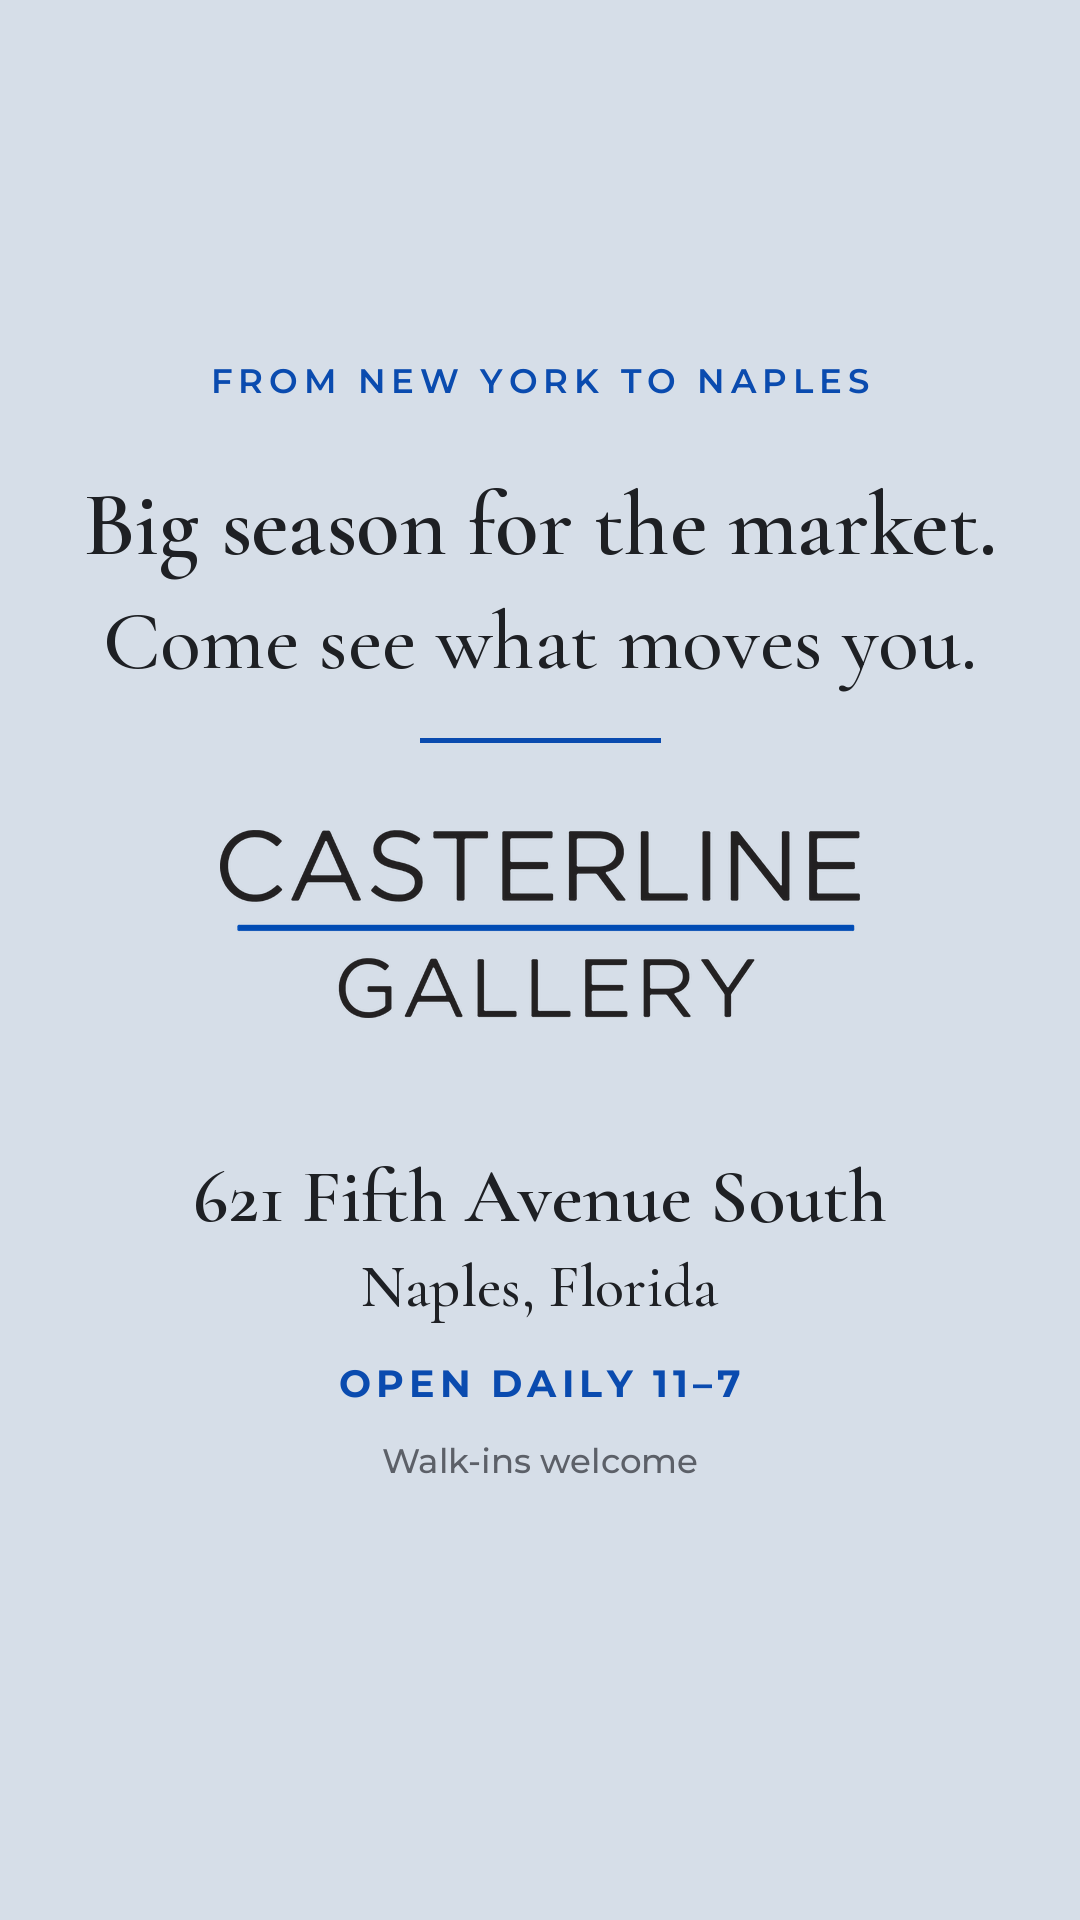 FROM NEW YORK TO NAPLES
Big season for the market.
Come see what moves you.
CASTERLINE
GALLERY
621 Fifth Avenue South
Naples, Florida
OPEN DAILY 11–7
Walk-ins welcome